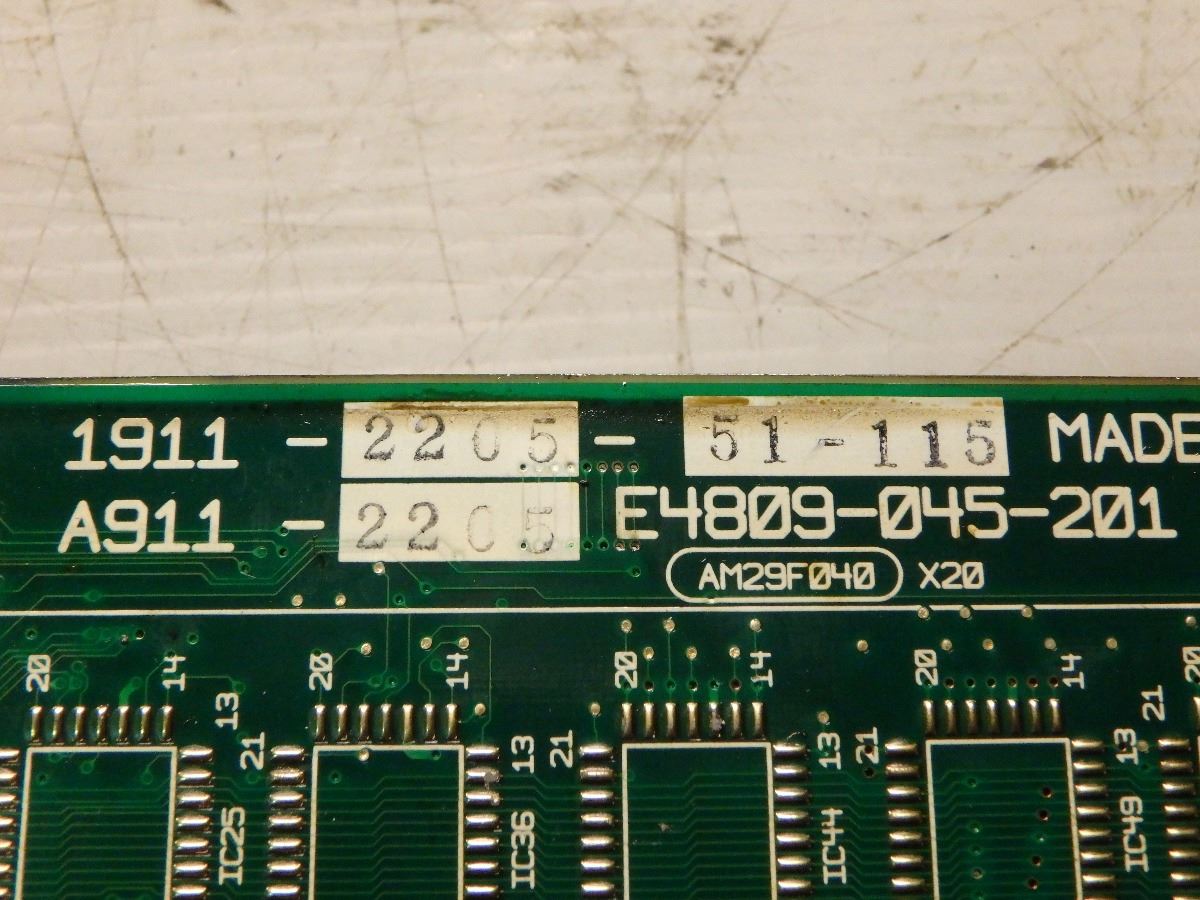 1911 - 2205 - 51-115 MADE
A911 - 2205 E4809-045-201
AM29F040 X20
20 14 20 14 20 14 20 14 20
13 21 13 21 13 21 13 21
IC25 IC36 IC44 IC49